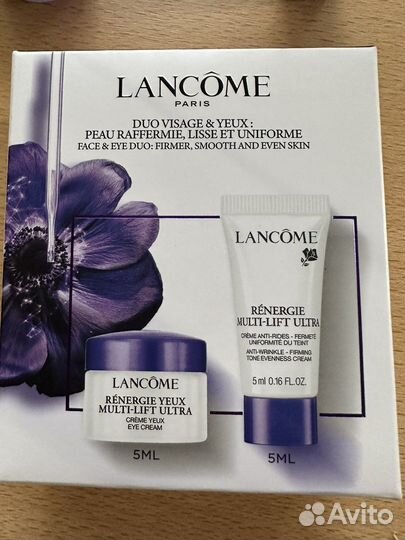 LANCÔME
PARIS
DUO VISAGE & YEUX :
PEAU RAFFERMIE, LISSE ET UNIFORME
FACE & EYE DUO: FIRMER, SMOOTH AND EVEN SKIN
LANCÔME
RÉNERGIE
MULTI-LIFT ULTRA
CRÈME ANTI-RIDES - FERMETÉ
UNIFORMITÉ DU TEINT
ANTI-WRINKLE - FIRMING
TONE EVENNESS CREAM
5 ml 0.16 FL.OZ.
LANCÔME
RÉNERGIE YEUX
MULTI-LIFT ULTRA
CRÈME YEUX
EYE CREAM
5ML
5ML
Avito